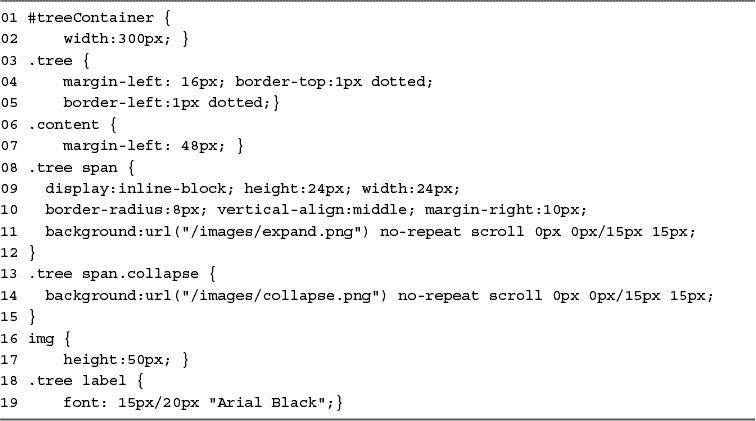 01 #treeContainer {
02     width:300px; }
03 .tree {
04     margin-left: 16px; border-top:1px dotted;
05     border-left:1px dotted;}
06 .content {
07     margin-left: 48px; }
08 .tree span {
09   display:inline-block; height:24px; width:24px;
10   border-radius:8px; vertical-align:middle; margin-right:10px;
11   background:url("/images/expand.png") no-repeat scroll 0px 0px/15px 15px;
12 }
13 .tree span.collapse {
14   background:url("/images/collapse.png") no-repeat scroll 0px 0px/15px 15px;
15 }
16 img {
17     height:50px; }
18 .tree label {
19     font: 15px/20px "Arial Black";}